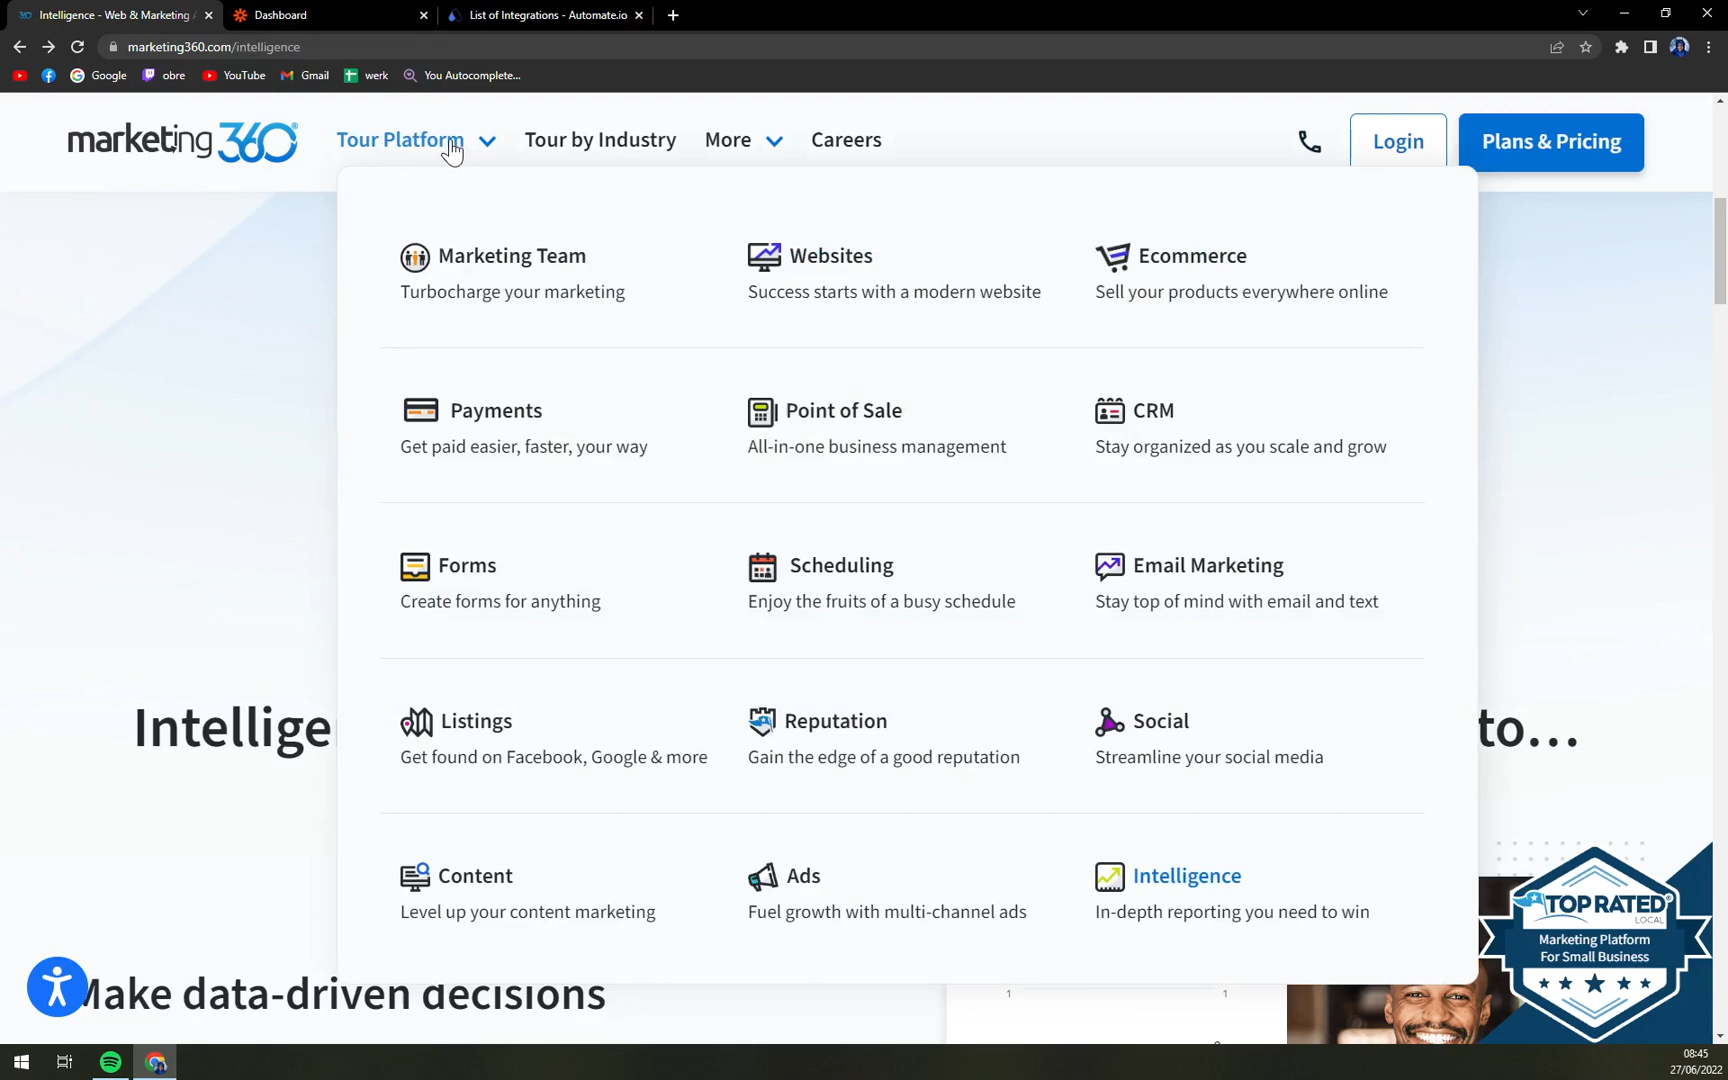 Intelligence - Web & Marketing A
Dashboard
List of Integrations - Automate.io
marketing360.com/intelligence
Google
obre
YouTube
Gmail
werk
You Autocomplete...
marketing 360®
Tour Platform
Tour by Industry
More
Careers
Login
Plans & Pricing
Marketing Team
Websites
Ecommerce
Turbocharge your marketing
Success starts with a modern website
Sell your products everywhere online
Payments
Point of Sale
CRM
Get paid easier, faster, your way
All-in-one business management
Stay organized as you scale and grow
Forms
Scheduling
Email Marketing
Create forms for anything
Enjoy the fruits of a busy schedule
Stay top of mind with email and text
Intellige
to...
Listings
Reputation
Social
Get found on Facebook, Google & more
Gain the edge of a good reputation
Streamline your social media
Content
Ads
Intelligence
Level up your content marketing
Fuel growth with multi-channel ads
In-depth reporting you need to win
TOP RATED®
LOCAL
Marketing Platform
For Small Business
Make data-driven decisions
1
1
08:45
27/06/2022